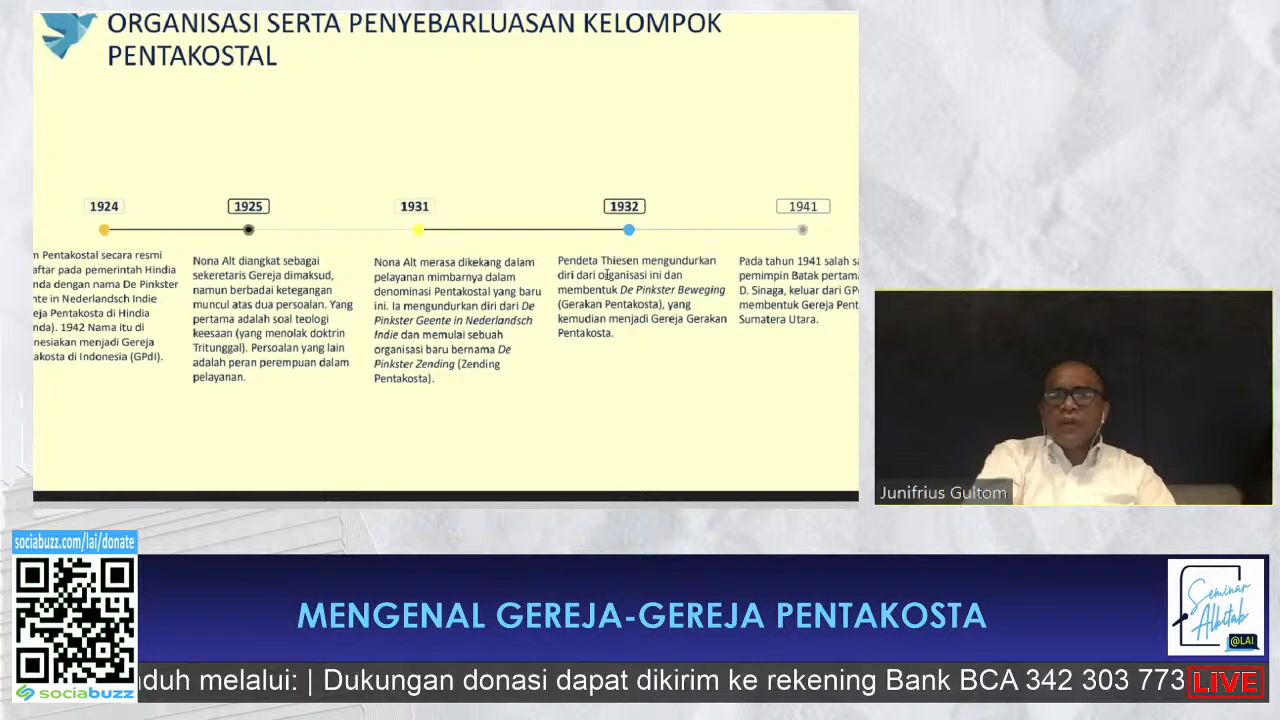 ORGANISASI SERTA PENYEBARLUASAN KELOMPOK
PENTAKOSTAL
1924
m Pentakostal secara resmi
aftar pada pemerintah Hindia
nda dengan nama De Pinkster
nte in Nederlandsch Indie
eja Pentakosta di Hindia
nda). 1942 Nama itu di
nesiakan menjadi Gereja
akosta di Indonesia (GPdI).
1925
Nona Alt diangkat sebagai
sekeretaris Gereja dimaksud,
namun berbadai ketegangan
muncul atas dua persoalan. Yang
pertama adalah soal teologi
keesaan (yang menolak doktrin
Tritunggal). Persoalan yang lain
adalah peran perempuan dalam
pelayanan.
1931
Nona Alt merasa dikekang dalam
pelayanan mimbarnya dalam
denominasi Pentakostal yang baru
ini. Ia mengundurkan diri dari De
Pinkster Geente in Nederlandsch
Indie dan memulai sebuah
organisasi baru bernama De
Pinkster Zending (Zending
Pentakosta).
1932
Pendeta Thiesen mengundurkan
diri dari organisasi ini dan
membentuk De Pinkster Beweging
(Gerakan Pentakosta), yang
kemudian menjadi Gereja Gerakan
Pentakosta.
1941
Pada tahun 1941 salah sa
pemimpin Batak pertam
D. Sinaga, keluar dari GP
membentuk Gereja Pent
Sumatera Utara.
Junifrius Gultom
sociabuzz.com/lai/donate
sociabuzz
MENGENAL GEREJA-GEREJA PENTAKOSTA
Seminar
Alkitab
@LAI
duh melalui: | Dukungan donasi dapat dikirim ke rekening Bank BCA 342 303 773
LIVE